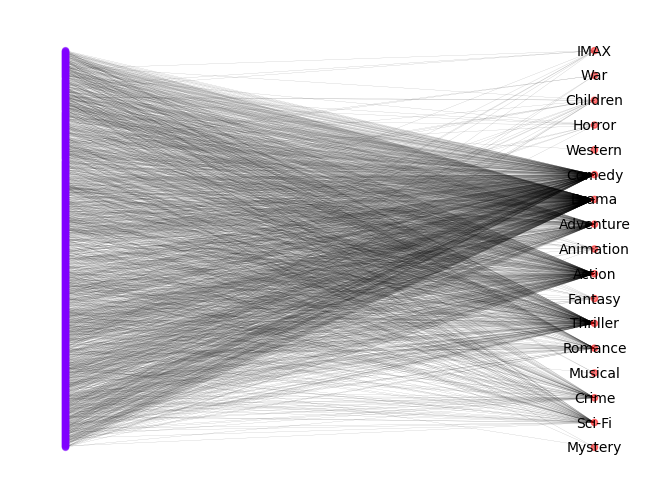 IMAX
War
Children
Horror
Western
Comedy
Drama
Adventure
Animation
Action
Fantasy
Thriller
Romance
Musical
Crime
Sci-Fi
Mystery